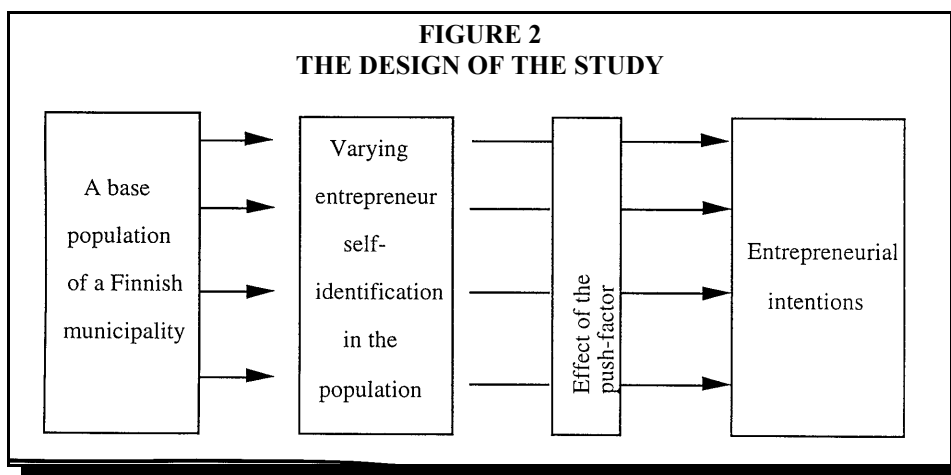 FIGURE 2
THE DESIGN OF THE STUDY
A base
population
of a Finnish
municipality
Varying
entrepreneur
self-
identification
in the
population
Effect of the
push-factor
Entrepreneurial
intentions